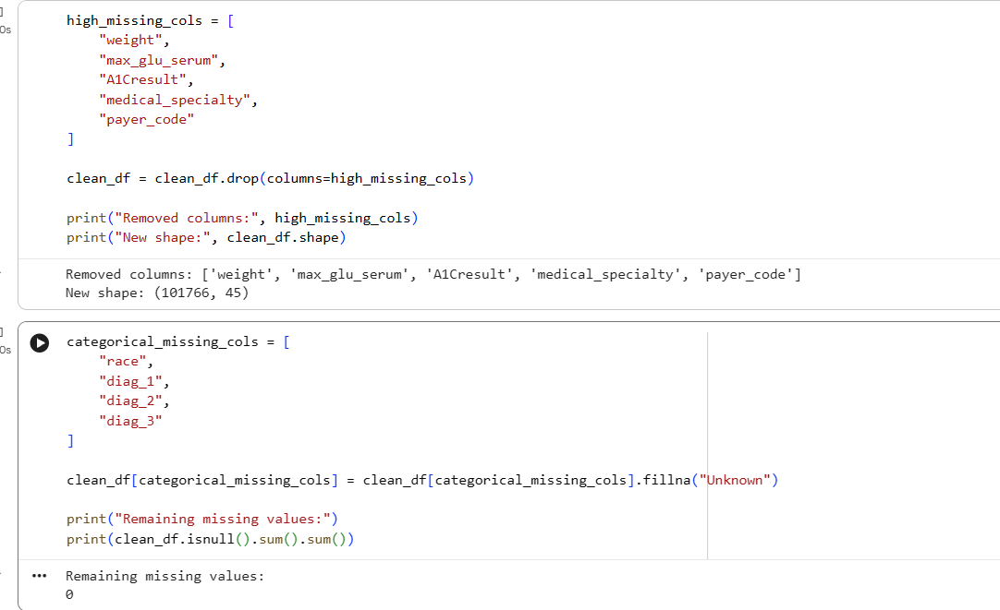 ]
0s
high_missing_cols = [
    "weight",
    "max_glu_serum",
    "A1Cresult",
    "medical_specialty",
    "payer_code"
]
clean_df = clean_df.drop(columns=high_missing_cols)
print("Removed columns:", high_missing_cols)
print("New shape:", clean_df.shape)
Removed columns: ['weight', 'max_glu_serum', 'A1Cresult', 'medical_specialty', 'payer_code']
New shape: (101766, 45)
]
0s
categorical_missing_cols = [
    "race",
    "diag_1",
    "diag_2",
    "diag_3"
]
clean_df[categorical_missing_cols] = clean_df[categorical_missing_cols].fillna("Unknown")
print("Remaining missing values:")
print(clean_df.isnull().sum().sum())
Remaining missing values:
0